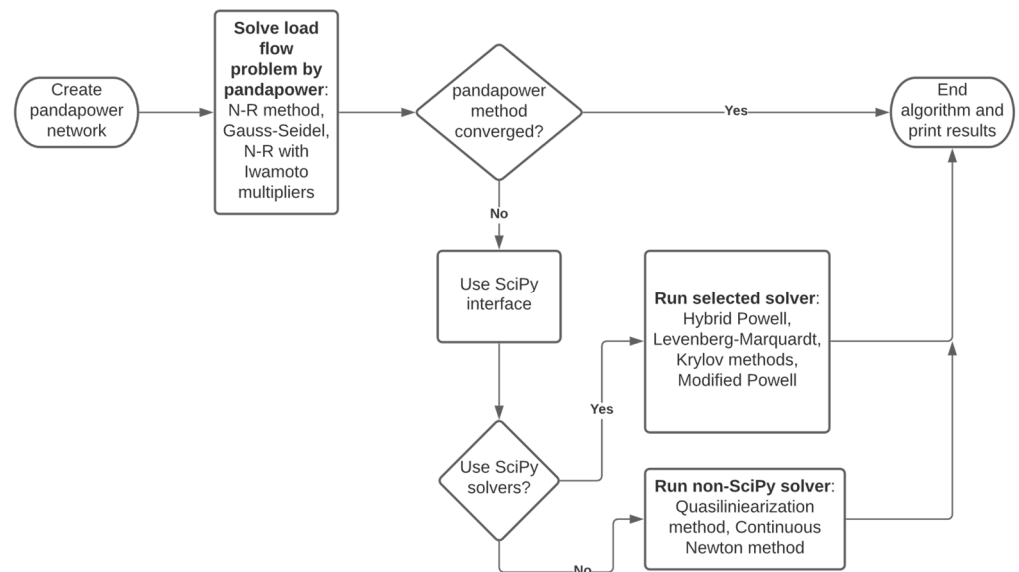 Create
pandapower
network
Solve load
flow
problem by
pandapower:
N-R method,
Gauss-Seidel,
N-R with
Iwamoto
multipliers
pandapower
method
converged?
Yes
End
algorithm and
print results
No
Use SciPy
interface
Use SciPy
solvers?
Yes
Run selected solver:
Hybrid Powell,
Levenberg-Marquardt,
Krylov methods,
Modified Powell
No
Run non-SciPy solver:
Quasiliniearization
method, Continuous
Newton method